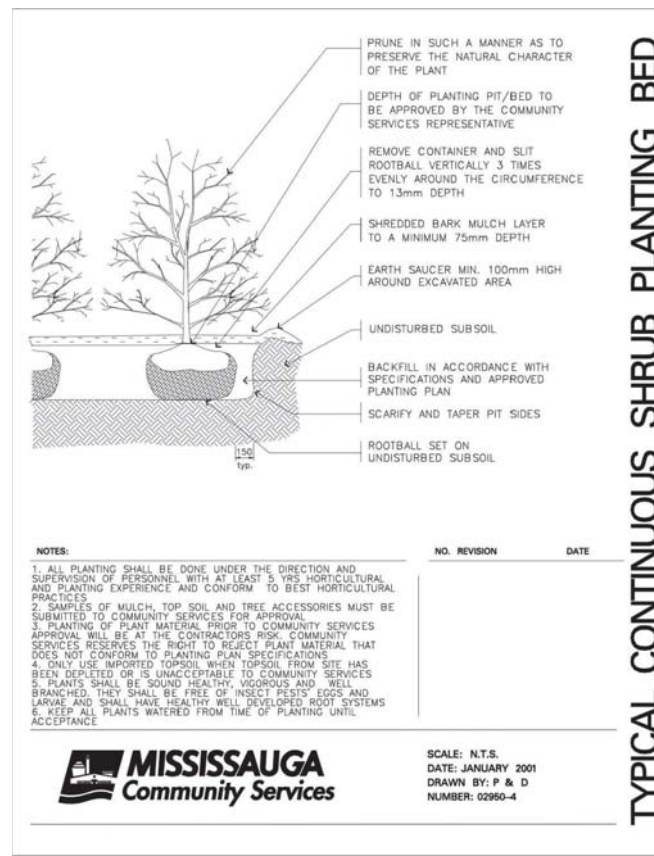 PRUNE IN SUCH A MANNER AS TO
PRESERVE THE NATURAL CHARACTER
OF THE PLANT
DEPTH OF PLANTING PIT/BED TO
BE APPROVED BY THE COMMUNITY
SERVICES REPRESENTATIVE
REMOVE CONTAINER AND SLIT
ROOTBALL VERTICALLY 3 TIMES
EVENLY AROUND THE CIRCUMFERENCE
TO 13mm DEPTH
SHREDDED BARK MULCH LAYER
TO A MINIMUM 75mm DEPTH
EARTH SAUCER MIN. 100mm HIGH
AROUND EXCAVATED AREA
UNDISTURBED SUBSOIL
BACKFILL IN ACCORDANCE WITH
SPECIFICATIONS AND APPROVED
PLANTING PLAN
SCARIFY AND TAPER PIT SIDES
ROOTBALL SET ON
UNDISTURBED SUBSOIL
150
typ.
TYPICAL CONTINUOUS SHRUB PLANTING BED
NOTES:
1. ALL PLANTING SHALL BE DONE UNDER THE DIRECTION AND
SUPERVISION OF PERSONNEL WITH AT LEAST 5 YRS HORTICULTURAL
AND PLANTING EXPERIENCE AND CONFORM TO BEST HORTICULTURAL
PRACTICES
2. SAMPLES OF MULCH, TOP SOIL AND TREE ACCESSORIES MUST BE
SUBMITTED TO COMMUNITY SERVICES FOR APPROVAL
3. PLANTING OF PLANT MATERIAL PRIOR TO COMMUNITY SERVICES
APPROVAL WILL BE AT THE CONTRACTORS RISK. COMMUNITY
SERVICES RESERVES THE RIGHT TO REJECT PLANT MATERIAL THAT
DOES NOT CONFORM TO PLANTING PLAN SPECIFICATIONS
4. ONLY USE IMPORTED TOPSOIL WHEN TOPSOIL FROM SITE HAS
BEEN DEPLETED OR IS UNACCEPTABLE TO COMMUNITY SERVICES
5. PLANTS SHALL BE SOUND HEALTHY, VIGOROUS AND WELL
BRANCHED. THEY SHALL BE FREE OF INSECT PESTS' EGGS AND
LARVAE AND SHALL HAVE HEALTHY WELL DEVELOPED ROOT SYSTEMS
6. KEEP ALL PLANTS WATERED FROM TIME OF PLANTING UNTIL
ACCEPTANCE
NO. REVISION DATE
MISSISSAUGA
Community Services
SCALE: N.T.S.
DATE: JANUARY 2001
DRAWN BY: P & D
NUMBER: 02950-4